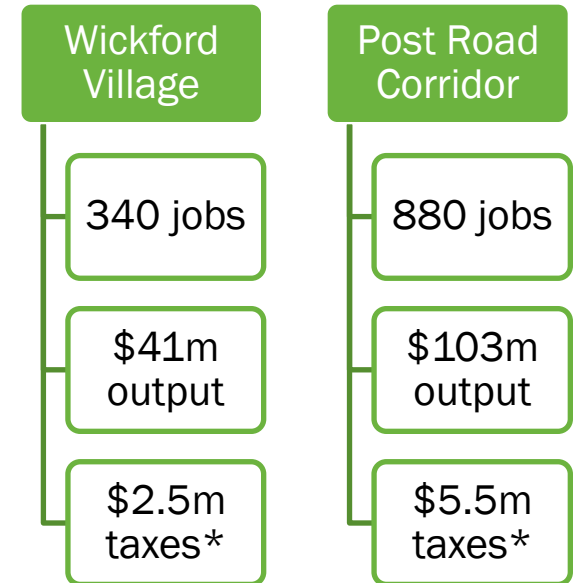 Wickford
Village
340 jobs
$41m
output
$2.5m
taxes*
Post Road
Corridor
880 jobs
$103m
output
$5.5m
taxes*